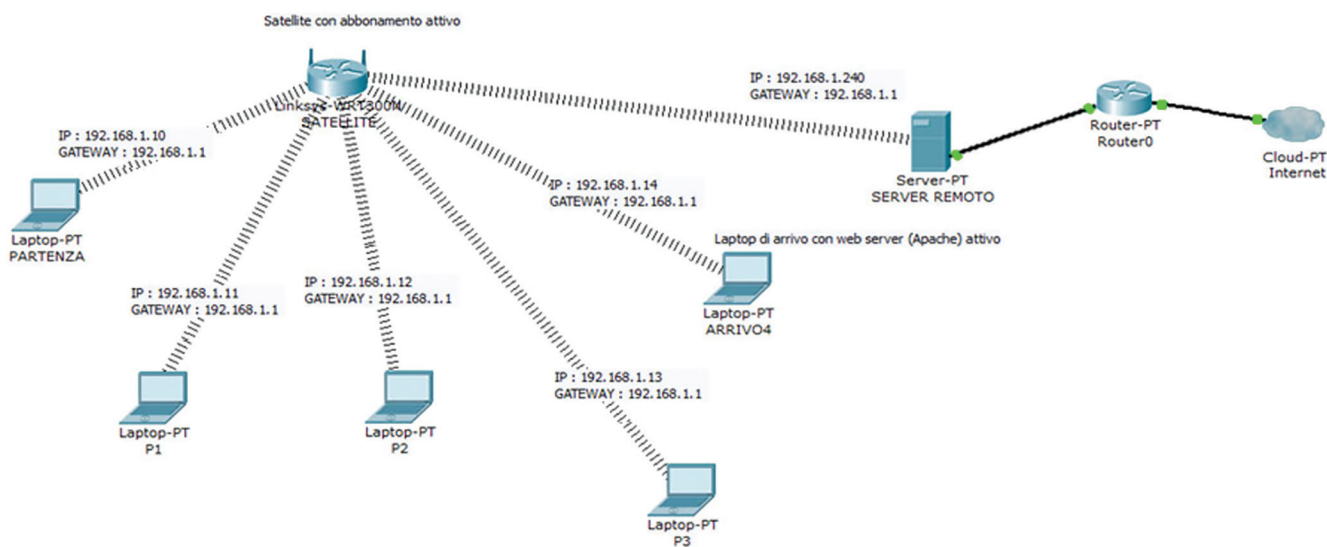 Satellite con abbonamento attivo
Linksys-WRT300N
SATELLITE
IP : 192.168.1.240
GATEWAY : 192.168.1.1
Router-PT
Router0
Cloud-PT
Internet
Server-PT
SERVER REMOTO
IP : 192.168.1.10
GATEWAY : 192.168.1.1
Laptop-PT
PARTENZA
IP : 192.168.1.14
GATEWAY : 192.168.1.1
Laptop di arrivo con web server (Apache) attivo
Laptop-PT
ARRIVO4
IP : 192.168.1.11
GATEWAY : 192.168.1.1
IP : 192.168.1.12
GATEWAY : 192.168.1.1
IP : 192.168.1.13
GATEWAY : 192.168.1.1
Laptop-PT
P1
Laptop-PT
P2
Laptop-PT
P3